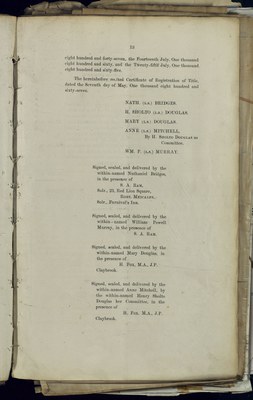 eight hundred and forty-seven, the Fourteenth July, One thousand
eight hundred and sixty, and the Twenty-fifth July, One thousand
eight hundred and sixty-five.
The hereinbefore recited Certificate of Registration of Title,
dated the Seventh day of May, One thousand eight hundred and
sixty-seven.
NATH. (L.S.) BRIDGES.
H. SHOLTO (L.S.) DOUGLAS.
MARY (L.S.) DOUGLAS.
ANNE (L.S.) MITCHELL,
By H. SHOLTO DOUGLAS her
Committee.
WM. P. (L.S.) MURRAY.
Signed, sealed, and delivered by the
within-named Nathaniel Bridges,
in the presence of
S. A. RAM,
Solr., 23, Red Lion Square,
METCALFE,
Solr., Furnival's Inn.
Signed, sealed, and delivered by the
within-named William Powell
Murray, in the presence of
S. A. RAM.
Signed, sealed, and delivered by the
within-named Mary Douglas, in
the presence of
H. FOX, M.A., J.P.
Claybrook.
Signed, sealed, and delivered by
the within-named Anne Mitchell, by
the within-named Henry Sholto
Douglas her Committee, in the
presence of
H. FOX, M.A., J.P.
Claybrook.